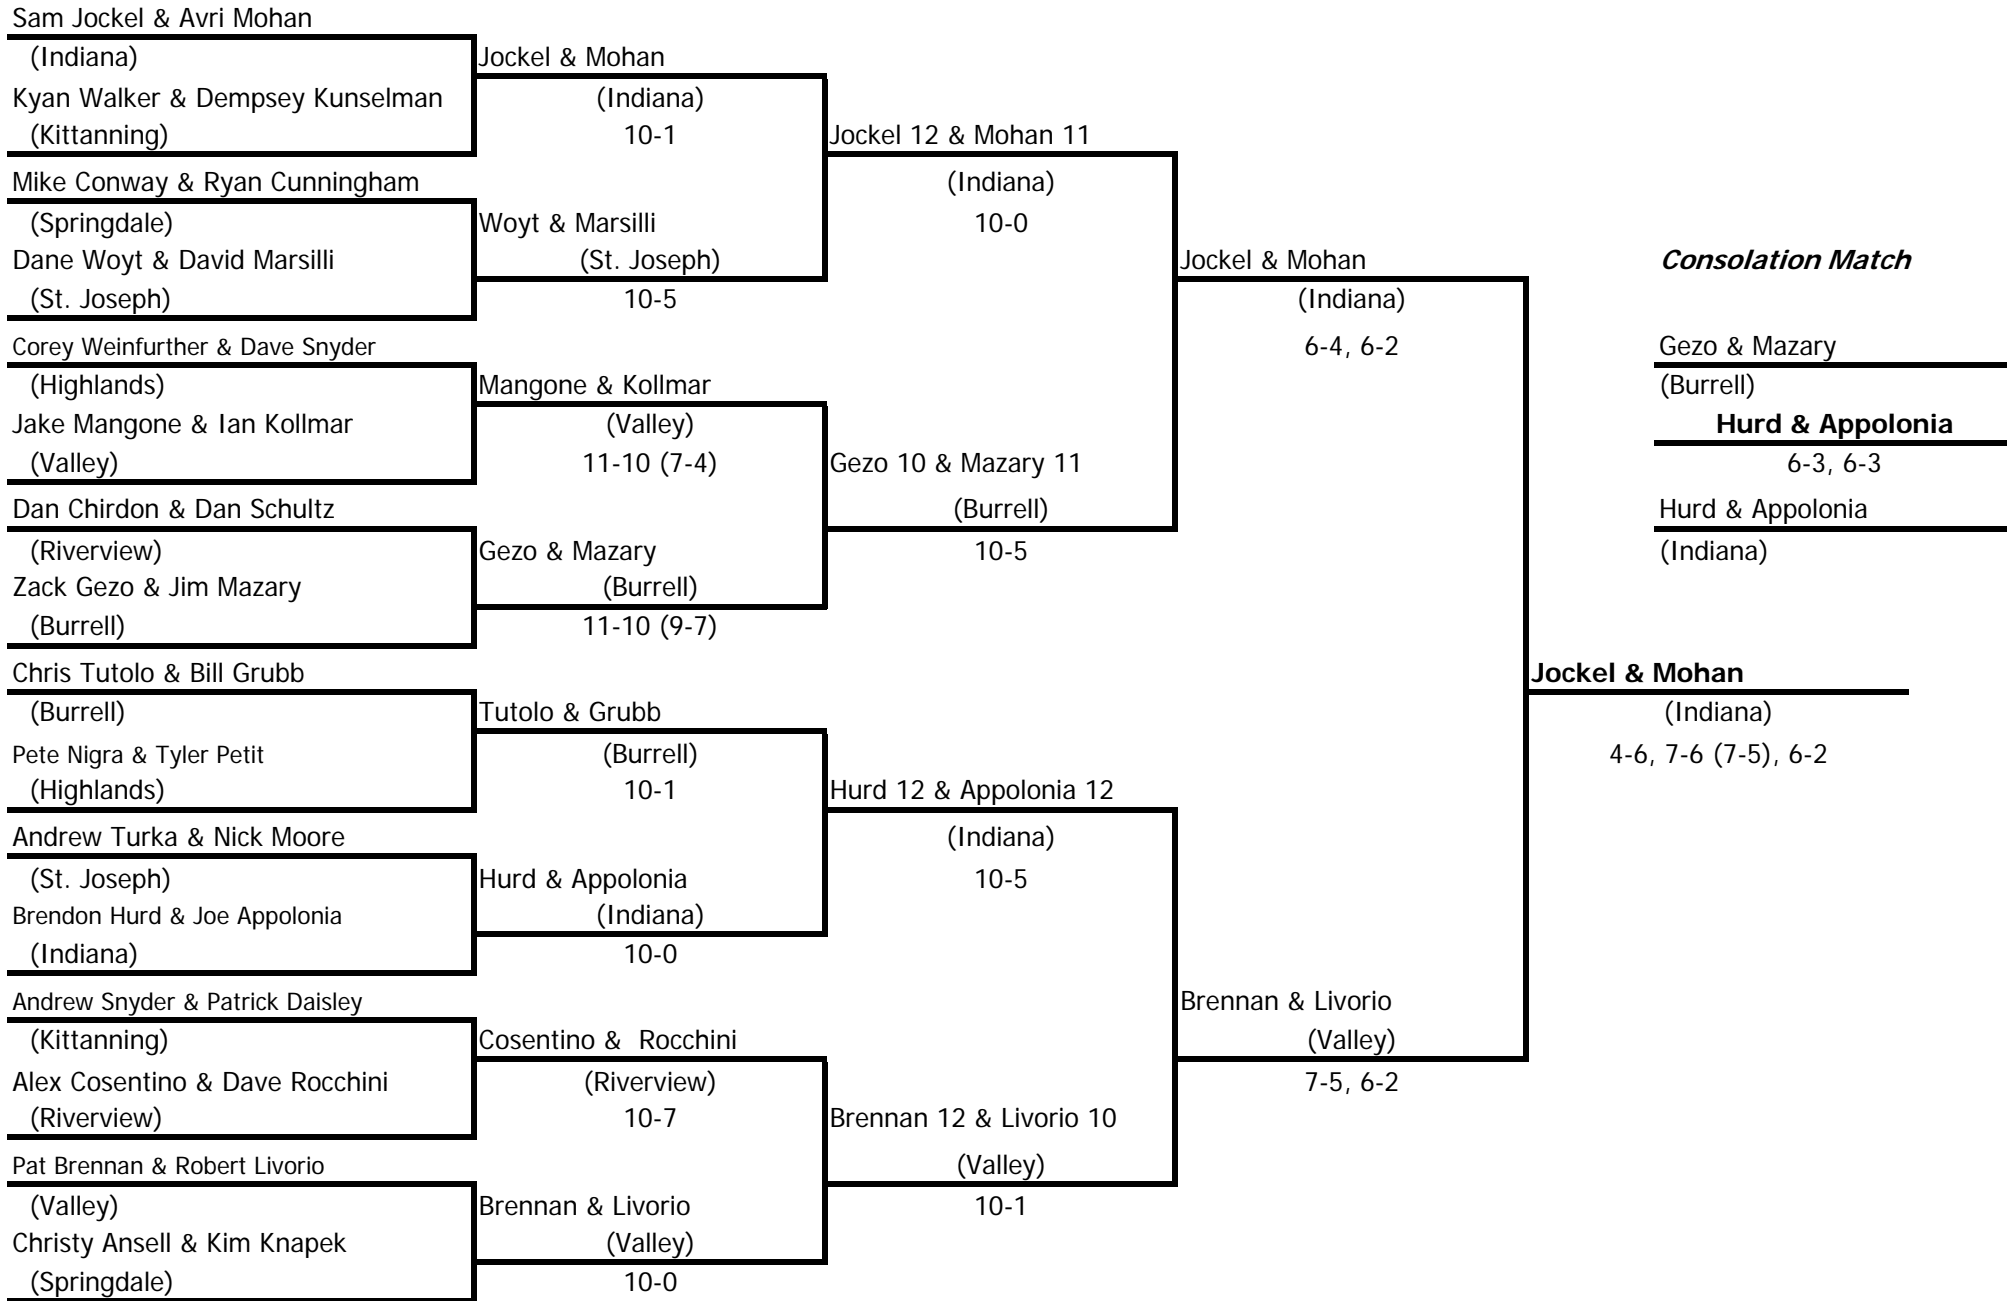 Sam Jockel & Avri Mohan
(Indiana)
Kyan Walker & Dempsey Kunselman
(Kittanning)
Mike Conway & Ryan Cunningham
(Springdale)
Dane Woyt & David Marsilli
(St. Joseph)
Corey Weinfurther & Dave Snyder
(Highlands)
Jake Mangone & Ian Kollmar
(Valley)
Dan Chirdon & Dan Schultz
(Riverview)
Zack Gezo & Jim Mazary
(Burrell)
Chris Tutolo & Bill Grubb
(Burrell)
Pete Nigra & Tyler Petit
(Highlands)
Andrew Turka & Nick Moore
(St. Joseph)
Brendon Hurd & Joe Appolonia
(Indiana)
Andrew Snyder & Patrick Daisley
(Kittanning)
Alex Cosentino & Dave Rocchini
(Riverview)
Pat Brennan & Robert Livorio
(Valley)
Christy Ansell & Kim Knapek
(Springdale)
Jockel & Mohan
(Indiana)
10-1
Woyt & Marsilli
(St. Joseph)
10-5
Mangone & Kollmar
(Valley)
11-10 (7-4)
Gezo & Mazary
(Burrell)
11-10 (9-7)
Tutolo & Grubb
(Burrell)
10-1
Hurd & Appolonia
(Indiana)
10-0
Cosentino &  Rocchini
(Riverview)
10-7
Brennan & Livorio
(Valley)
10-0
Jockel 12 & Mohan 11
(Indiana)
10-0
Gezo 10 & Mazary 11
(Burrell)
10-5
Hurd 12 & Appolonia 12
(Indiana)
10-5
Brennan 12 & Livorio 10
(Valley)
10-1
Jockel & Mohan
(Indiana)
6-4, 6-2
Brennan & Livorio
(Valley)
7-5, 6-2
Jockel & Mohan
(Indiana)
4-6, 7-6 (7-5), 6-2
Consolation Match
Gezo & Mazary
(Burrell)
Hurd & Appolonia
6-3, 6-3
Hurd & Appolonia
(Indiana)